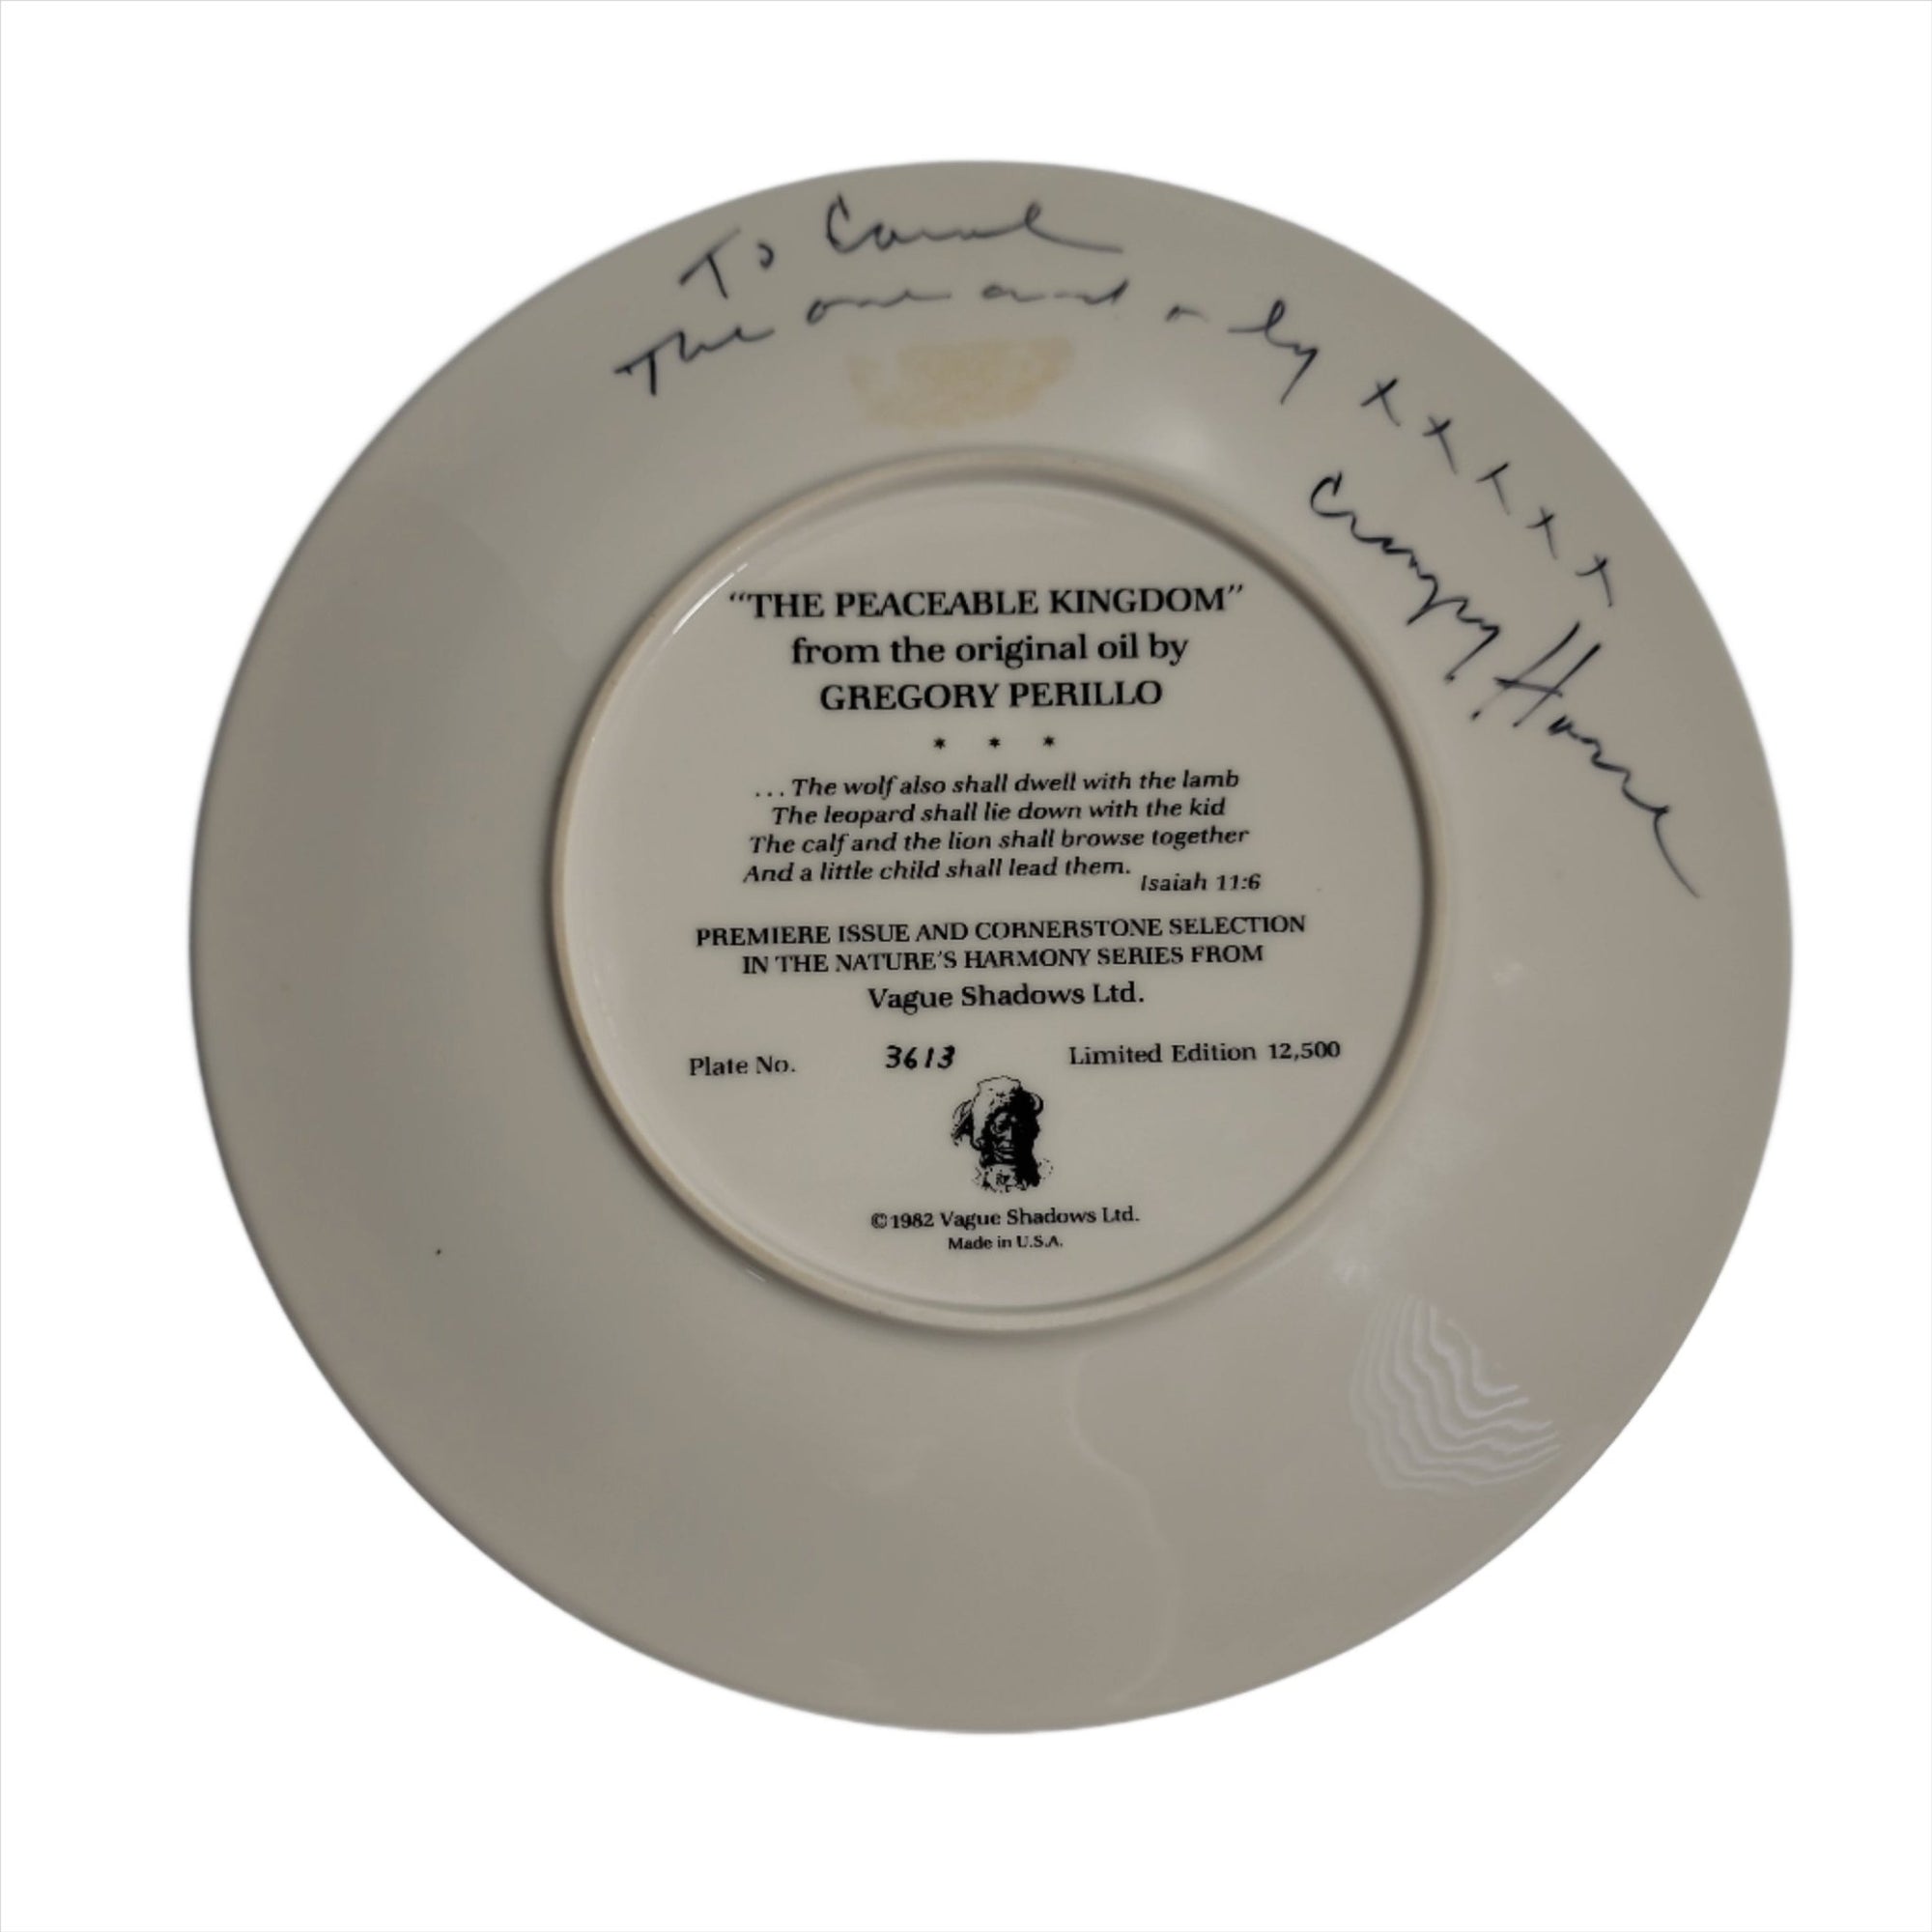 To Carol
The one and only x x x x x
Crazy Horse
“THE PEACEABLE KINGDOM”
from the original oil by
GREGORY PERILLO
* * *
...The wolf also shall dwell with the lamb
The leopard shall lie down with the kid
The calf and the lion shall browse together
And a little child shall lead them.
Isaiah 11:6
PREMIERE ISSUE AND CORNERSTONE SELECTION
IN THE NATURE'S HARMONY SERIES FROM
Vague Shadows Ltd.
Plate No. 3613 Limited Edition 12,500
©1982 Vague Shadows Ltd.
Made in U.S.A.